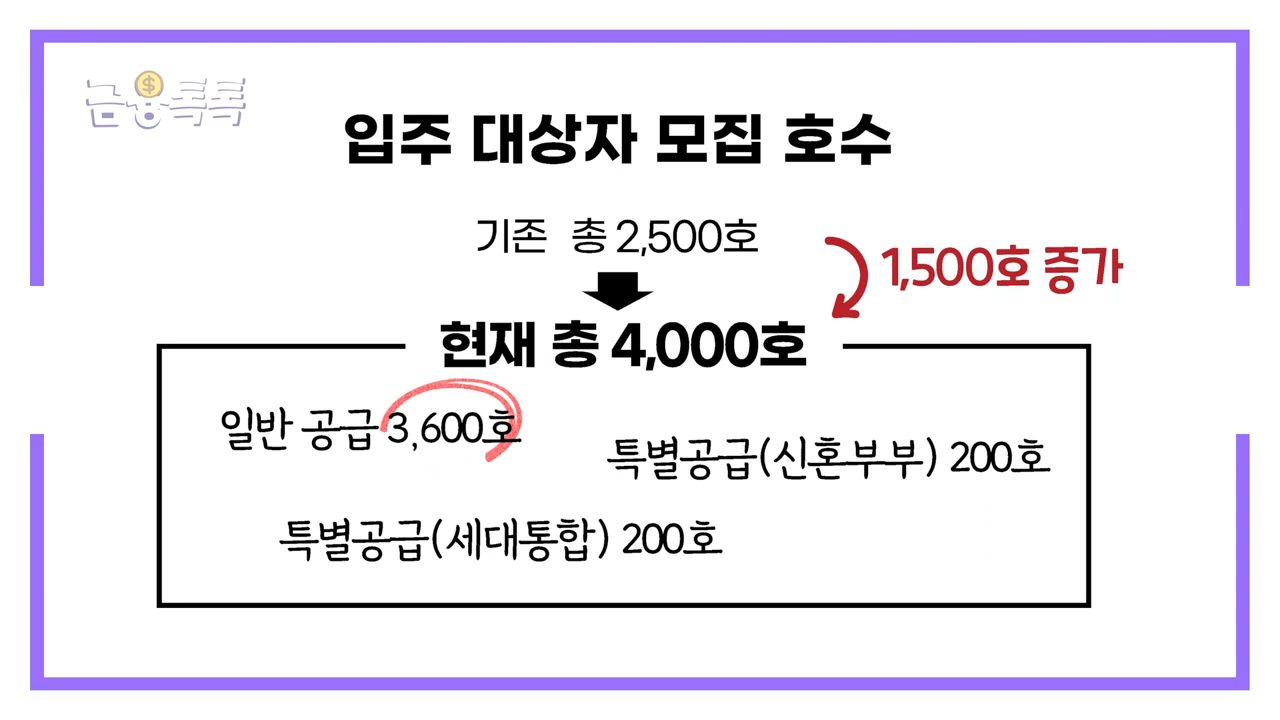 금융톡톡
입주 대상자 모집 호수
기존 총 2,500호
1,500호 증가
현재 총 4,000호
일반 공급 3,600호
특별공급(신혼부부) 200호
특별공급(세대통합) 200호